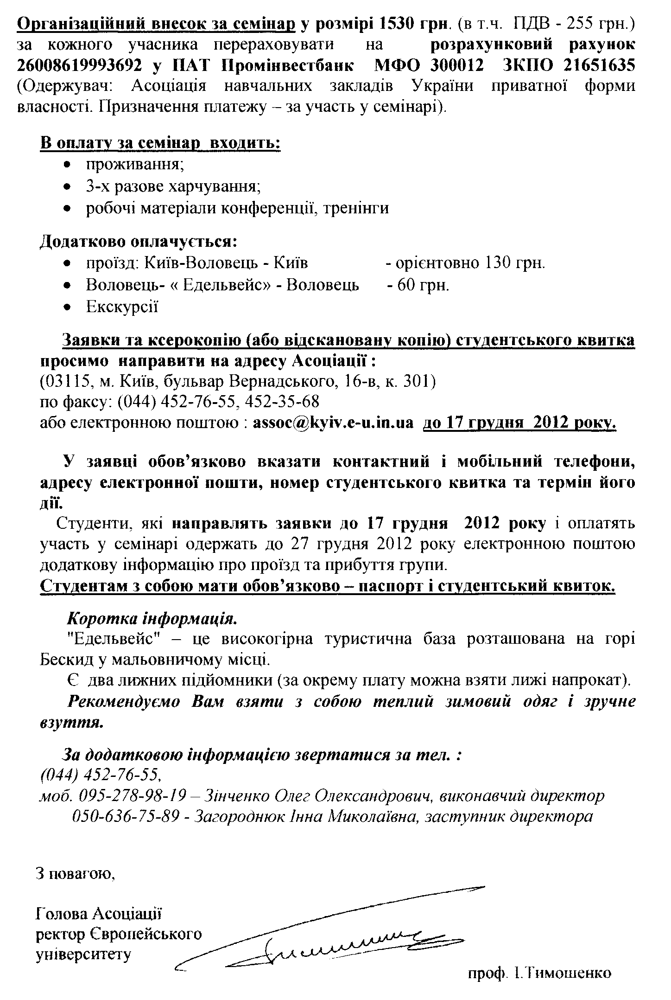 Організаційний внесок за семінар у розмірі 1530 грн. (в т.ч. ПДВ - 255 грн.)
за кожного учасника перераховувати на розрахунковий рахунок
26008619993692 у ПАТ Промінвестбанк МФО 300012 ЗКПО 21651635
(Одержувач: Асоціація навчальних закладів України приватної форми
власності. Призначення платежу – за участь у семінарі).
В оплату за семінар входить:
• проживання;
• 3-х разове харчування;
• робочі матеріали конференції, тренінги
Додатково оплачується:
• проїзд: Київ-Воловець - Київ - орієнтовно 130 грн.
• Воловець- « Едельвейс» - Воловець - 60 грн.
• Екскурсії
Заявки та ксерокопію (або відскановану копію) студентського квитка
просимо направити на адресу Асоціації :
(03115, м. Київ, бульвар Вернадського, 16-в, к. 301)
по факсу: (044) 452-76-55, 452-35-68
або електронною поштою : assoc@kyiv.e-u.in.ua до 17 грудня 2012 року.
У заявці обов’язково вказати контактний і мобільний телефони,
адресу електронної пошти, номер студентського квитка та термін його
дії.
Студенти, які направлять заявки до 17 грудня 2012 року і оплатять
участь у семінарі одержать до 27 грудня 2012 року електронною поштою
додаткову інформацію про проїзд та прибуття групи.
Студентам з собою мати обов’язково – паспорт і студентський квиток.
Коротка інформація.
"Едельвейс" – це високогірна туристична база розташована на горі
Бескид у мальовничому місці.
Є два лижних підйомники (за окрему плату можна взяти лижі напрокат).
Рекомендуємо Вам взяти з собою теплий зимовий одяг і зручне
взуття.
За додатковою інформацією звертатися за тел. :
(044) 452-76-55,
моб. 095-278-98-19 – Зінченко Олег Олександрович, виконавчий директор
050-636-75-89 - Загороднюк Інна Миколаївна, заступник директора
З повагою,
Голова Асоціації
ректор Європейського
університету
проф. І.Тимошенко